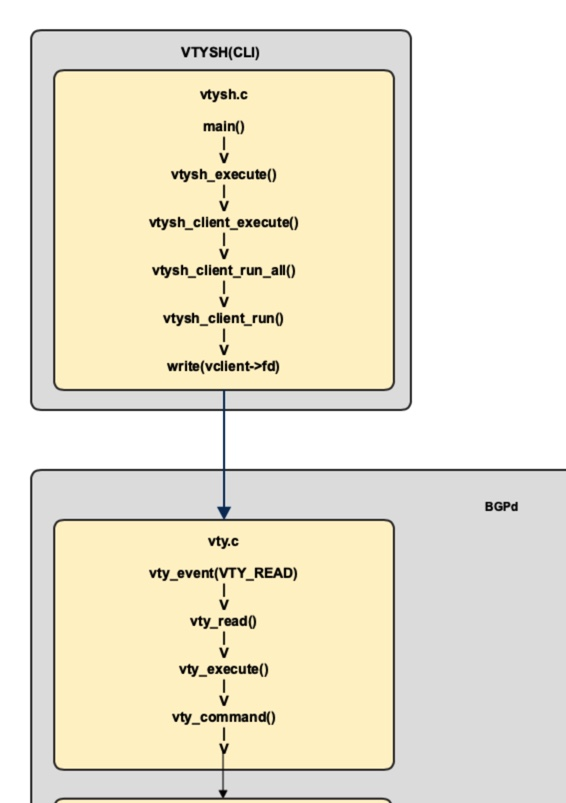 VTYSH(CLI)
vtysh.c
main()
|
V
vtysh_execute()
|
V
vtysh_client_execute()
|
V
vtysh_client_run_all()
|
V
vtysh_client_run()
|
V
write(vclient->fd)
BGPd
vty.c
vty_event(VTY_READ)
|
V
vty_read()
|
V
vty_execute()
|
V
vty_command()
|
V